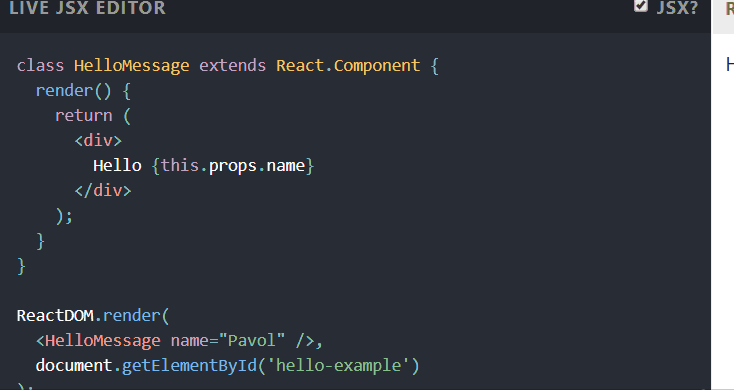 LIVE JSX EDITOR JSX?
class HelloMessage extends React.Component {
  render() {
    return (
      <div>
        Hello {this.props.name}
      </div>
    );
  }
}
ReactDOM.render(
  <HelloMessage name="Pavol" />,
  document.getElementById('hello-example')
);